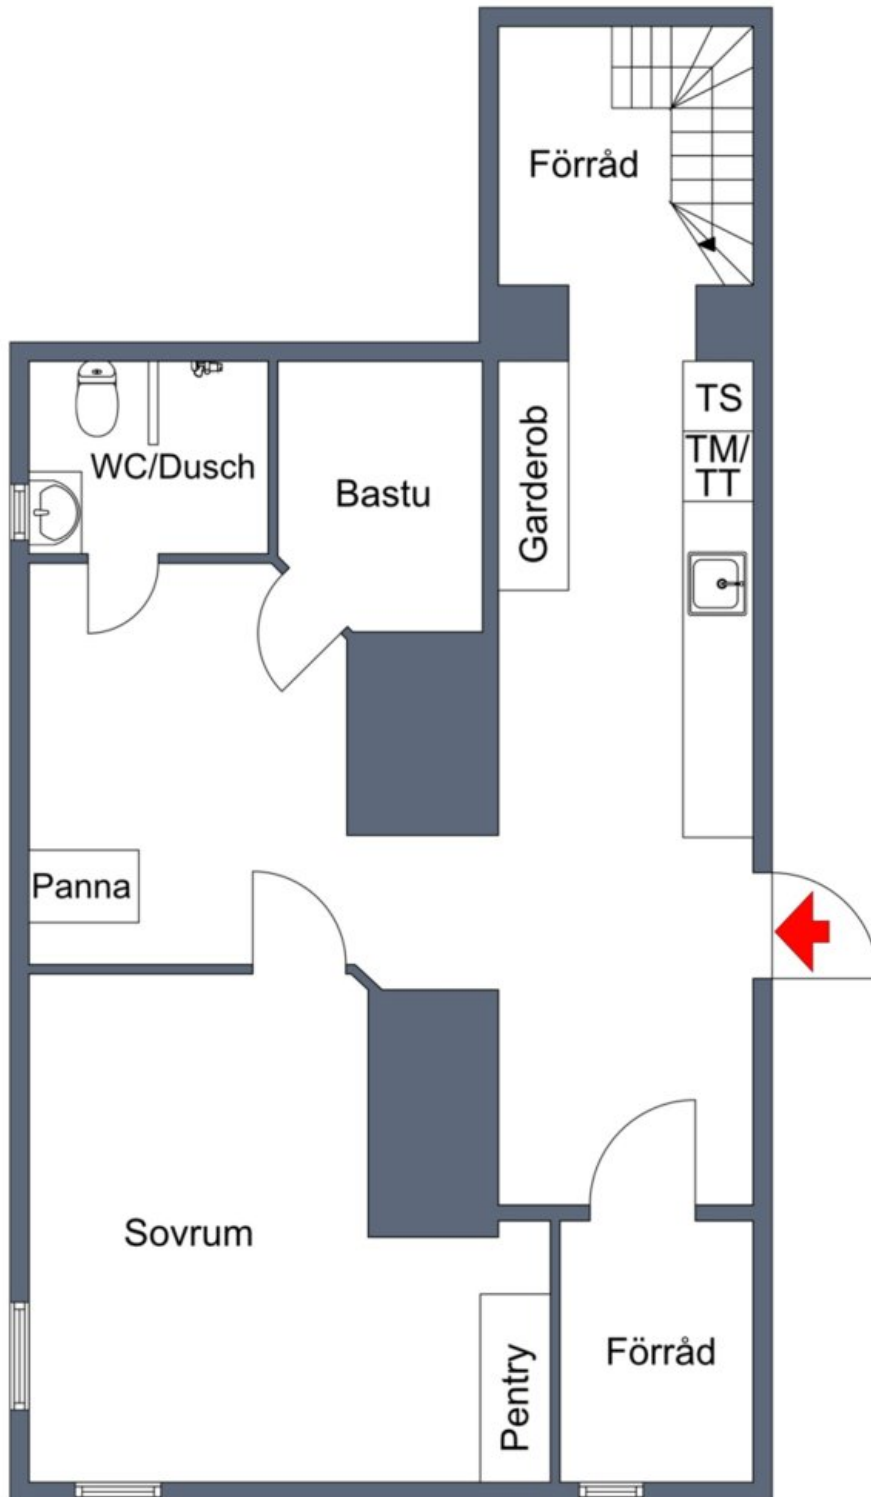 Förråd
TS
TM/
TT
Garderob
WC/Dusch
Bastu
Panna
Sovrum
Pentry
Förråd